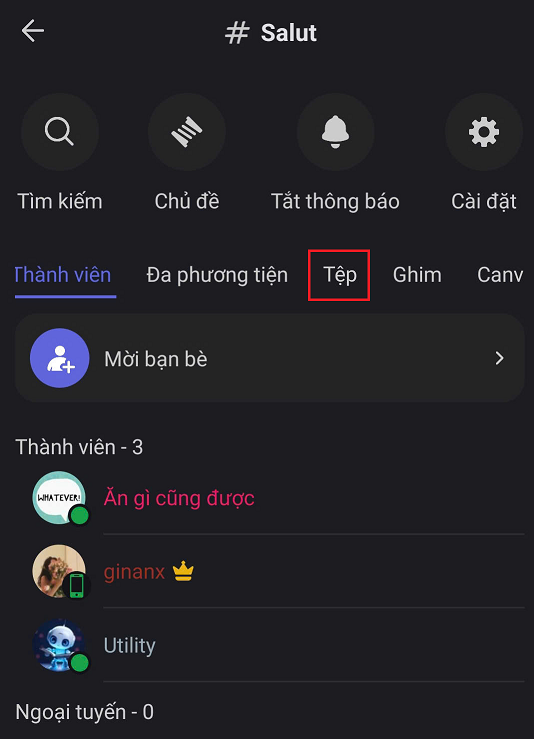 # Salut
Tìm kiếm Chủ đề Tắt thông báo Cài đặt
Thành viên Đa phương tiện Tệp Ghim Canv
Mời bạn bè
Thành viên - 3
WHATEVER!
Ăn gì cũng được
ginanx
Utility
Ngoại tuyến - 0